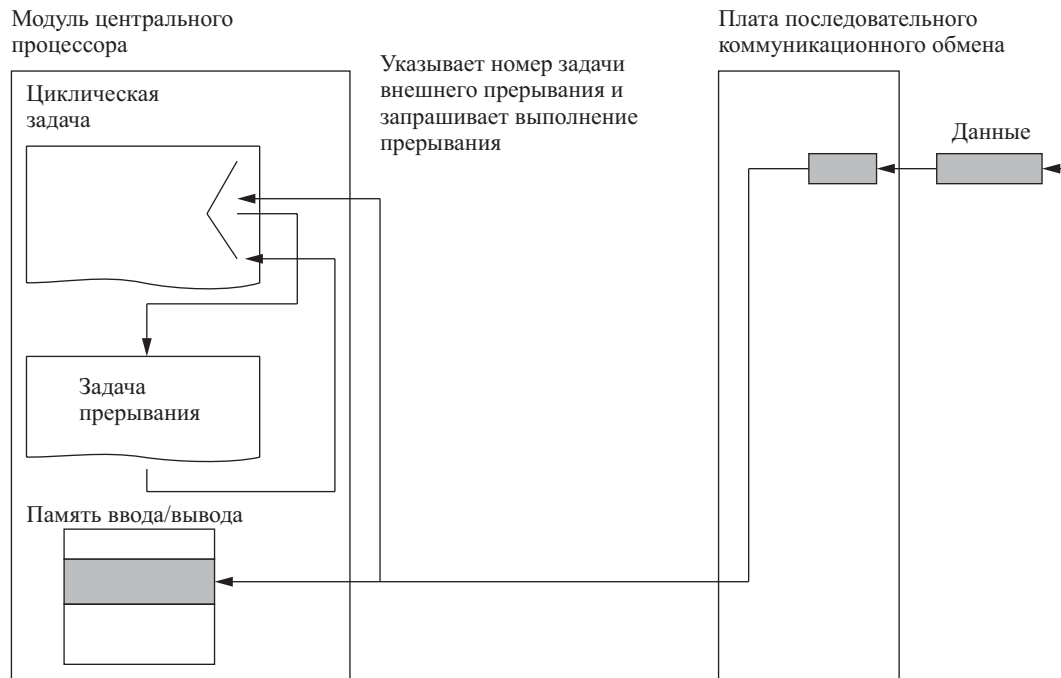 Модуль центрального
процессора
Плата последовательного
коммуникационного обмена
Указывает номер задачи
внешнего прерывания и
запрашивает выполнение
прерывания
Циклическая
задача
Данные
Задача
прерывания
Память ввода/вывода